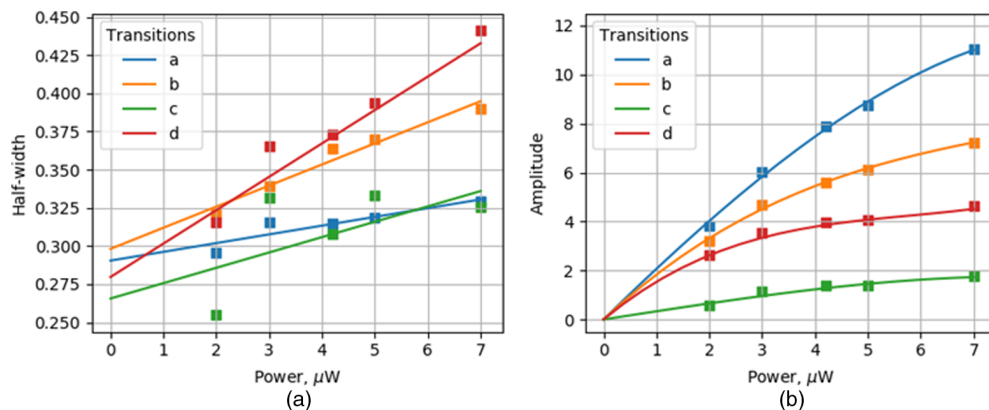 Half-width
0.450
0.425
0.400
0.375
0.350
0.325
0.300
0.275
0.250
Transitions
a
b
c
d
0 1 2 3 4 5 6 7
Power, μW
(a)
Amplitude
12
10
8
6
4
2
0
Transitions
a
b
c
d
0 1 2 3 4 5 6 7
Power, μW
(b)